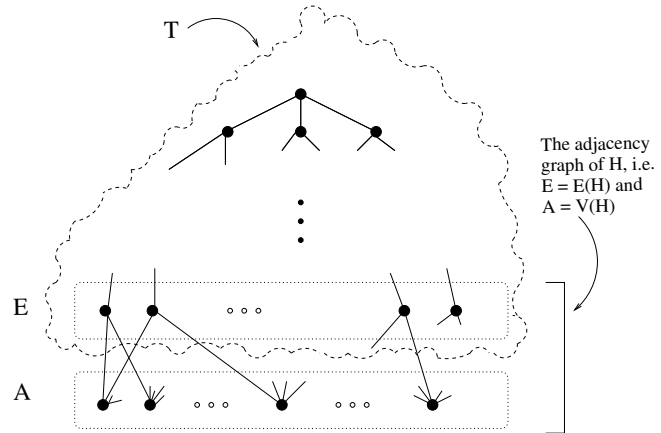 T
The adjacency
graph of H, i.e.
E = E(H) and
A = V(H)
E
A